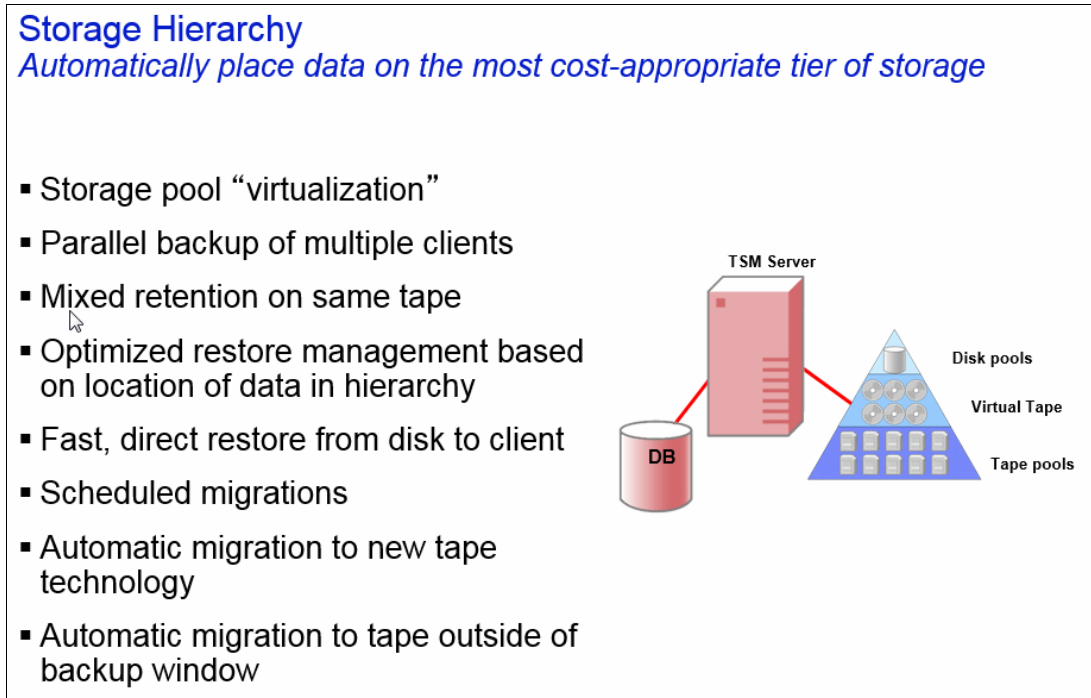 Storage Hierarchy
Automatically place data on the most cost-appropriate tier of storage
▪ Storage pool “virtualization”
▪ Parallel backup of multiple clients
▪ Mixed retention on same tape
▪ Optimized restore management based
on location of data in hierarchy
▪ Fast, direct restore from disk to client
▪ Scheduled migrations
▪ Automatic migration to new tape
technology
▪ Automatic migration to tape outside of
backup window
TSM Server
DB
Disk pools
Virtual Tape
Tape pools